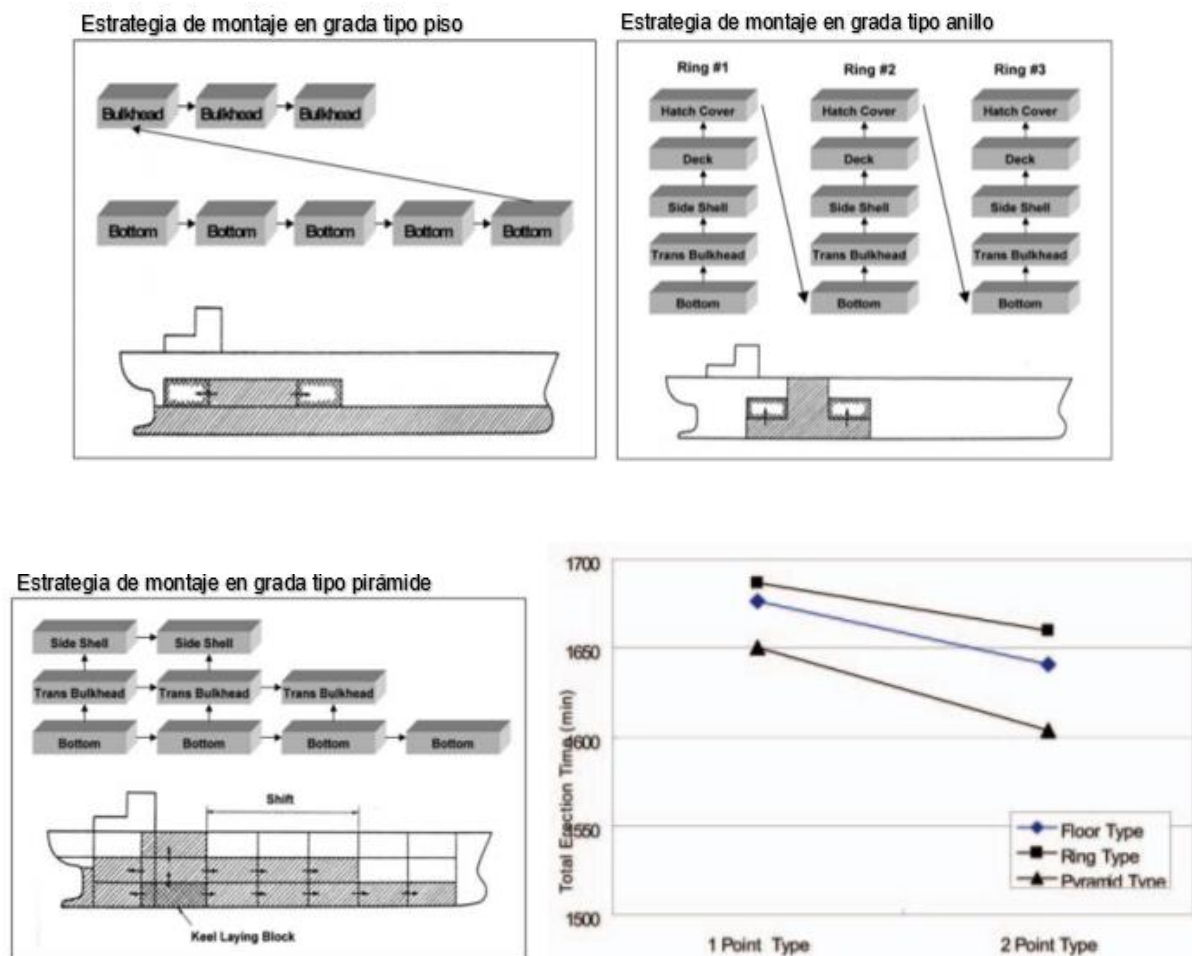 Estrategia de montaje en grada tipo piso
Bulkhead Bulkhead Bulkhead
Bottom Bottom Bottom Bottom Bottom
Estrategia de montaje en grada tipo anillo
Ring #1 Ring #2 Ring #3
Hatch Cover Hatch Cover Hatch Cover
Deck Deck Deck
Side Shell Side Shell Side Shell
Trans Bulkhead Trans Bulkhead Trans Bulkhead
Bottom Bottom Bottom
Estrategia de montaje en grada tipo pirámide
Side Shell Side Shell
Trans Bulkhead Trans Bulkhead Trans Bulkhead
Bottom Bottom Bottom Bottom
Shift
Keel Laying Block
Total Erection Time (min)
1700
1650
1600
1550
1500
Floor Type
Ring Type
Pyramid Type
1 Point Type 2 Point Type